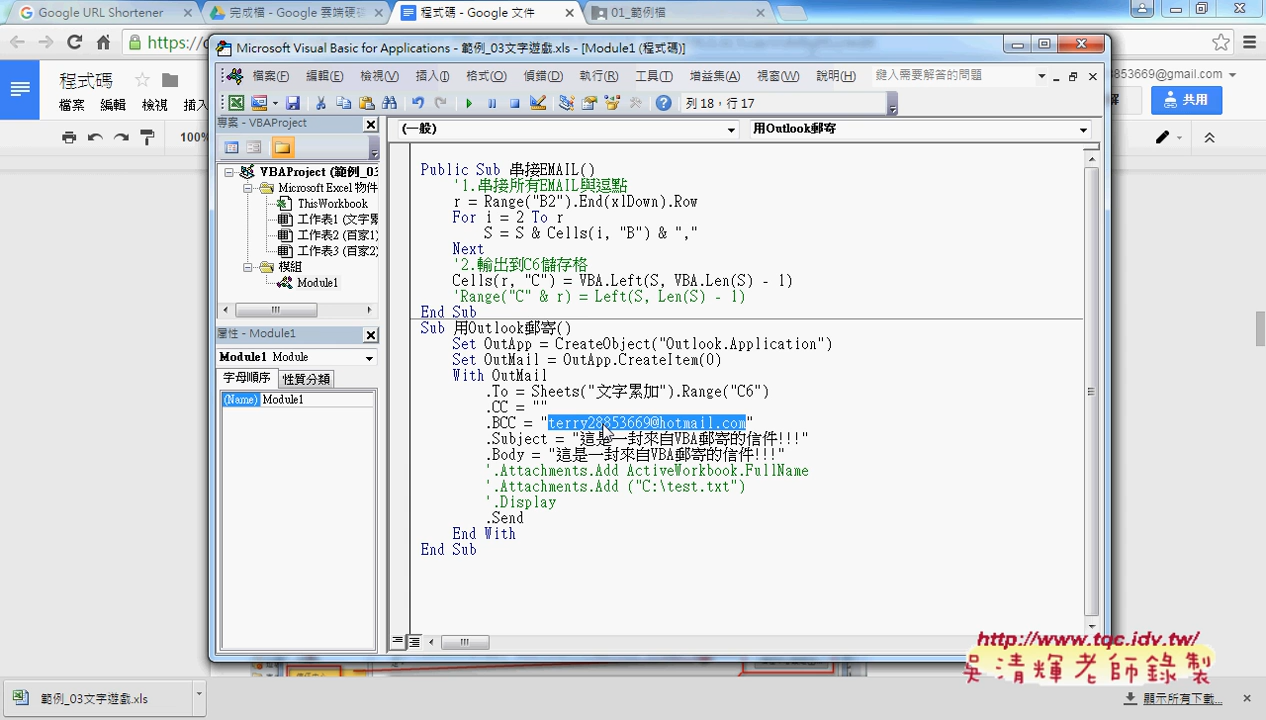 Google URL Shortener
完成檔 - Google 雲端硬碟
程式碼 - Google 文件
01_範例檔
https://
程式碼
檔案 編輯 檢視 插入
853669@gmail.com
共用
100%
Microsoft Visual Basic for Applications - 範例_03文字遊戲.xls - [Module1 (程式碼)]
檔案(F) 編輯(E) 檢視(V) 插入(I) 格式(O) 偵錯(D) 執行(R) 工具(T) 增益集(A) 視窗(W) 說明(H) 鍵入需要解答的問題
列 18，行 17
專案 - VBAProject
VBAProject (範例_03
Microsoft Excel 物件
ThisWorkbook
工作表1 (文字累
工作表2 (百家1)
工作表3 (百家2)
模組
Module1
屬性 - Module1
Module1 Module
字母順序 性質分類
(Name) Module1
(一般)
用Outlook郵寄
Public Sub 串接EMAIL()
'1.串接所有EMAIL與逗點
r = Range("B2").End(xlDown).Row
For i = 2 To r
S = S & Cells(i, "B") & ","
Next
'2.輸出到C6儲存格
Cells(r, "C") = VBA.Left(S, VBA.Len(S) - 1)
'Range("C" & r) = Left(S, Len(S) - 1)
End Sub
Sub 用Outlook郵寄()
Set OutApp = CreateObject("Outlook.Application")
Set OutMail = OutApp.CreateItem(0)
With OutMail
.To = Sheets("文字累加").Range("C6")
.CC = ""
.BCC = "terry28853669@hotmail.com"
.Subject = "這是一封來自VBA郵寄的信件!!!"
.Body = "這是一封來自VBA郵寄的信件!!!"
'.Attachments.Add ActiveWorkbook.FullName
'.Attachments.Add ("C:\test.txt")
'.Display
.Send
End With
End Sub
http://www.tqc.idv.tw/
吳清輝老師錄製
範例_03文字遊戲.xls
顯示所有下載...